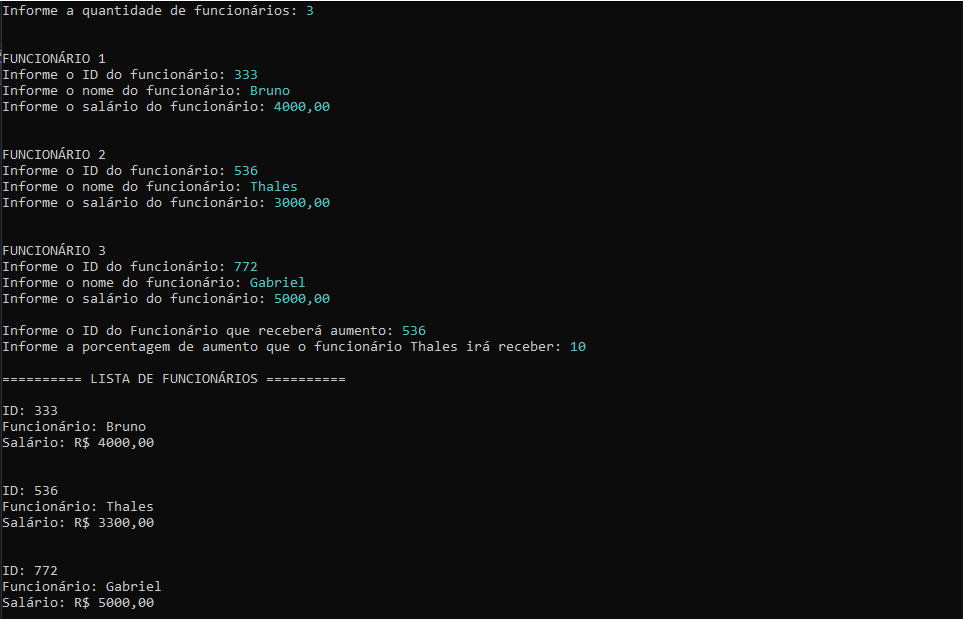 Informe a quantidade de funcionários: 3
FUNCIONÁRIO 1
Informe o ID do funcionário: 333
Informe o nome do funcionário: Bruno
Informe o salário do funcionário: 4000,00
FUNCIONÁRIO 2
Informe o ID do funcionário: 536
Informe o nome do funcionário: Thales
Informe o salário do funcionário: 3000,00
FUNCIONÁRIO 3
Informe o ID do funcionário: 772
Informe o nome do funcionário: Gabriel
Informe o salário do funcionário: 5000,00
Informe o ID do Funcionário que receberá aumento: 536
Informe a porcentagem de aumento que o funcionário Thales irá receber: 10
========== LISTA DE FUNCIONÁRIOS ==========
ID: 333
Funcionário: Bruno
Salário: R$ 4000,00
ID: 536
Funcionário: Thales
Salário: R$ 3300,00
ID: 772
Funcionário: Gabriel
Salário: R$ 5000,00